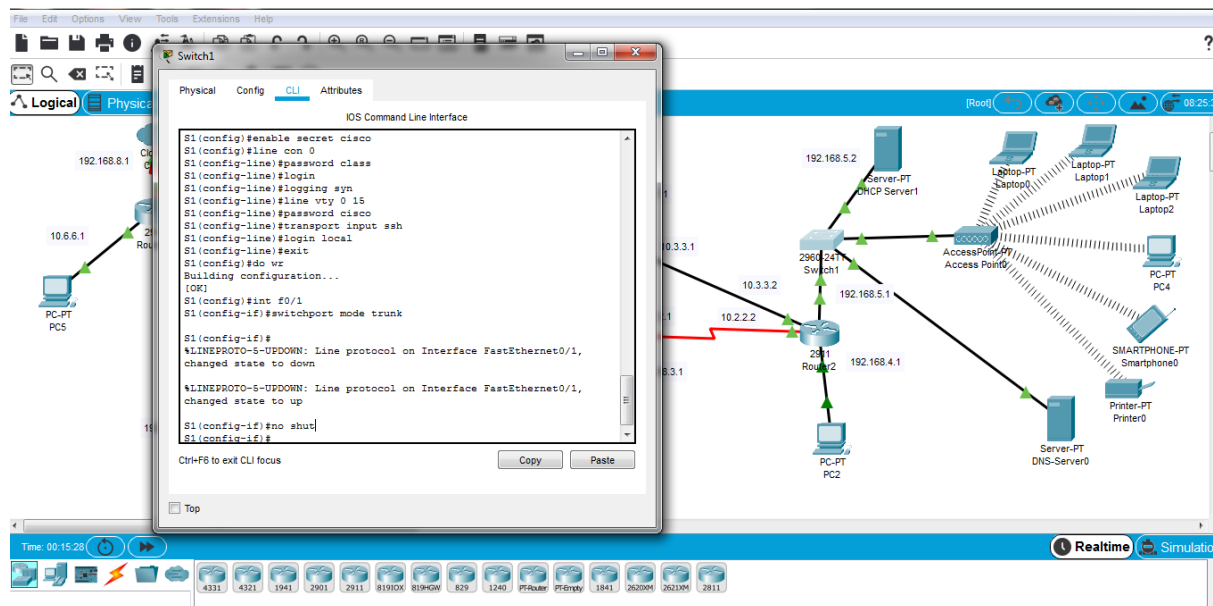 File Edit Options View Tools Extensions Help
Switch1
Physical Config CLI Attributes
IOS Command Line Interface
S1(config)#enable secret cisco
S1(config)#line con 0
S1(config-line)#password class
S1(config-line)#login
S1(config-line)#logging syn
S1(config-line)#line vty 0 15
S1(config-line)#password cisco
S1(config-line)#transport input ssh
S1(config-line)#login local
S1(config-line)#exit
S1(config)#do wr
Building configuration...
[OK]
S1(config)#int f0/1
S1(config-if)#switchport mode trunk
S1(config-if)#
%LINEPROTO-5-UPDOWN: Line protocol on Interface FastEthernet0/1,
changed state to down
%LINEPROTO-5-UPDOWN: Line protocol on Interface FastEthernet0/1,
changed state to up
S1(config-if)#no shut
S1(config-if)#
Ctrl+F6 to exit CLI focus
Copy
Paste
Top
Logical
[Root]
192.168.8.1
10.6.6.1
PC-PT
PC5
192.168.5.2
Server-PT
DHCP Server1
Laptop-PT
Laptop0
Laptop-PT
Laptop1
Laptop-PT
Laptop2
0.3.3.1
2960-24TT
Switch1
AccessPoint-PT
Access Point0
PC-PT
PC4
10.3.3.2
192.168.5.1
10.2.2.2
2911
Router2
192.168.4.1
SMARTPHONE-PT
Smartphone0
Printer-PT
Printer0
PC-PT
PC2
Server-PT
DNS-Server0
Time: 00:15:28
Realtime
4331 4321 1941 2901 2911 819IOX 819HGW 829 1240 PT-Router PT-Empty 1841 2620XM 2621XM 2811